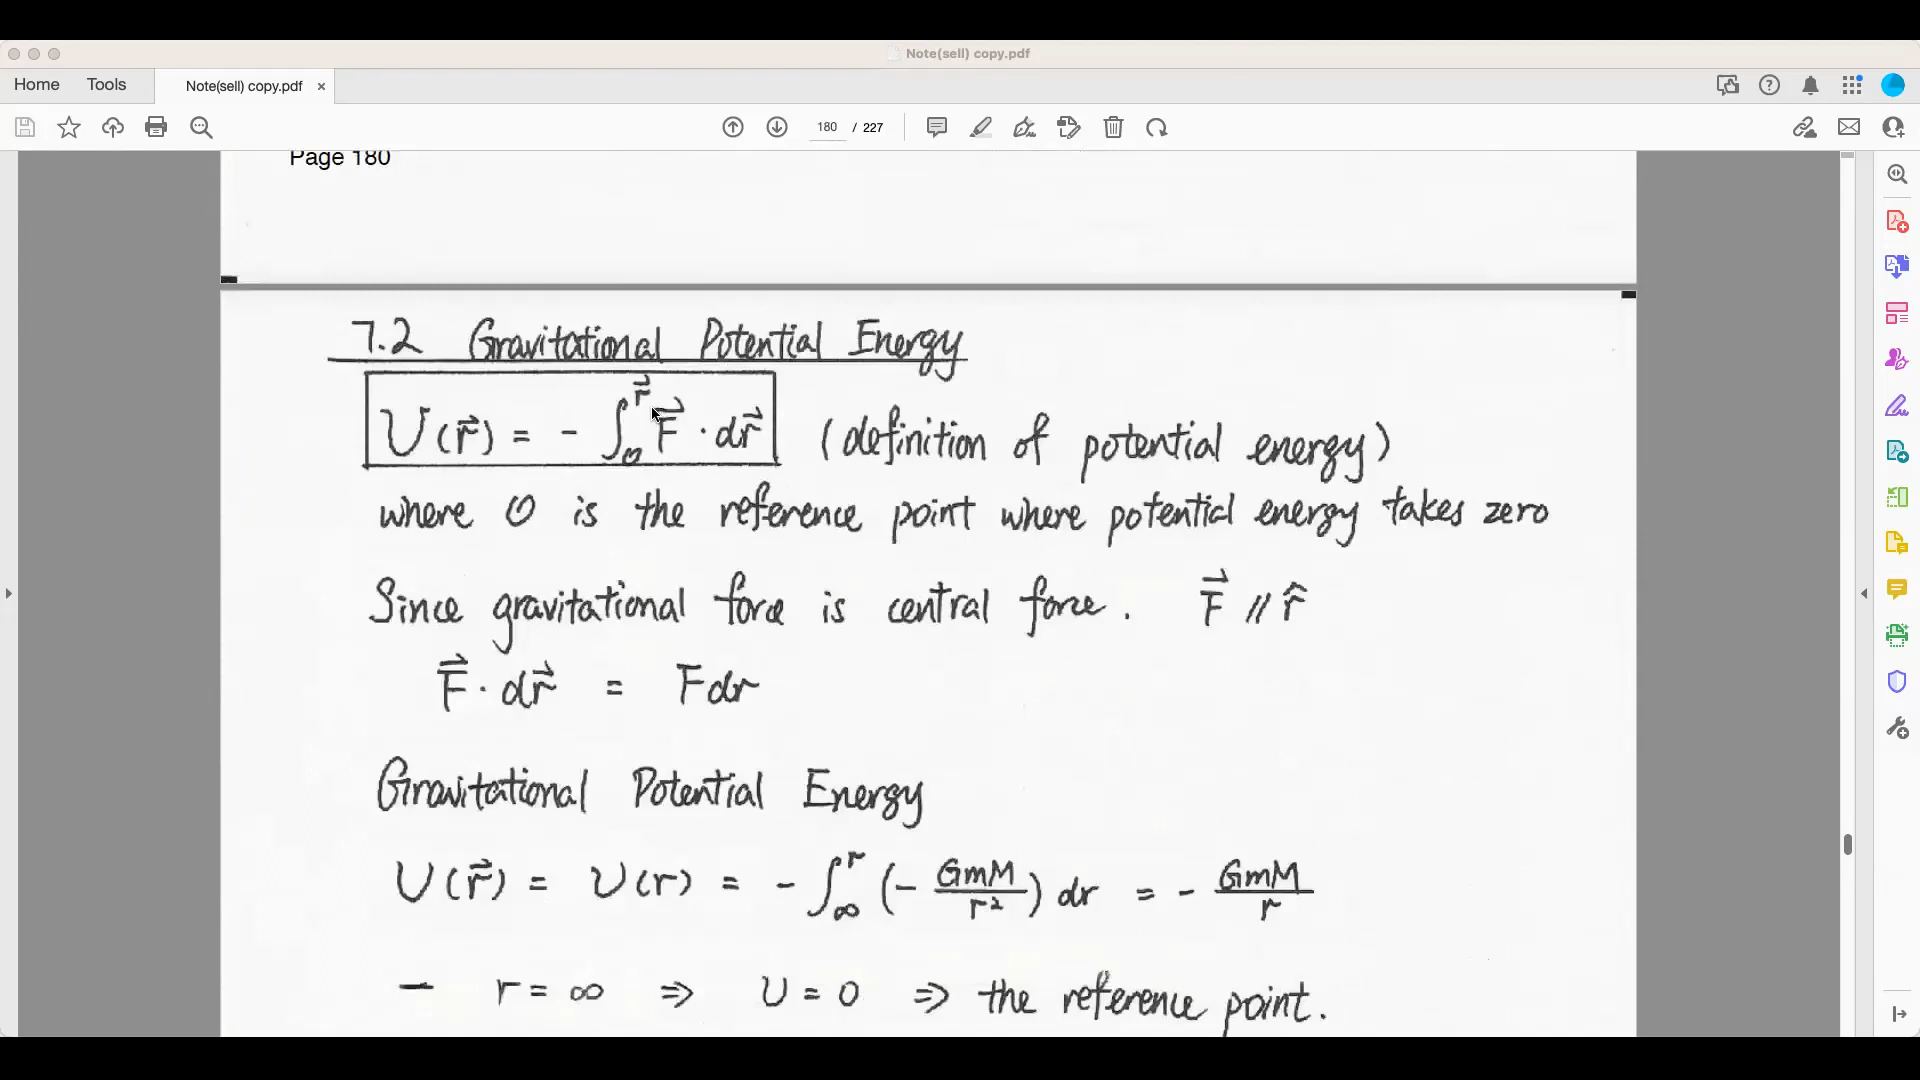 Note(sell) copy.pdf
Home Tools Note(sell) copy.pdf ×
180 / 227
Page 180
7.2 Gravitational Potential Energy
U(r⃗) = - ∫_O^r⃗ F⃗ · dr⃗ (definition of potential energy)
where O is the reference point where potential energy takes zero
Since gravitational force is central force. F⃗ // r̂
F⃗ · dr⃗ = Fdr
Gravitational Potential Energy
U(r⃗) = U(r) = - ∫_∞^r (- GmM/r²) dr = - GmM/r
– r = ∞ ⇒ U = 0 ⇒ the reference point.